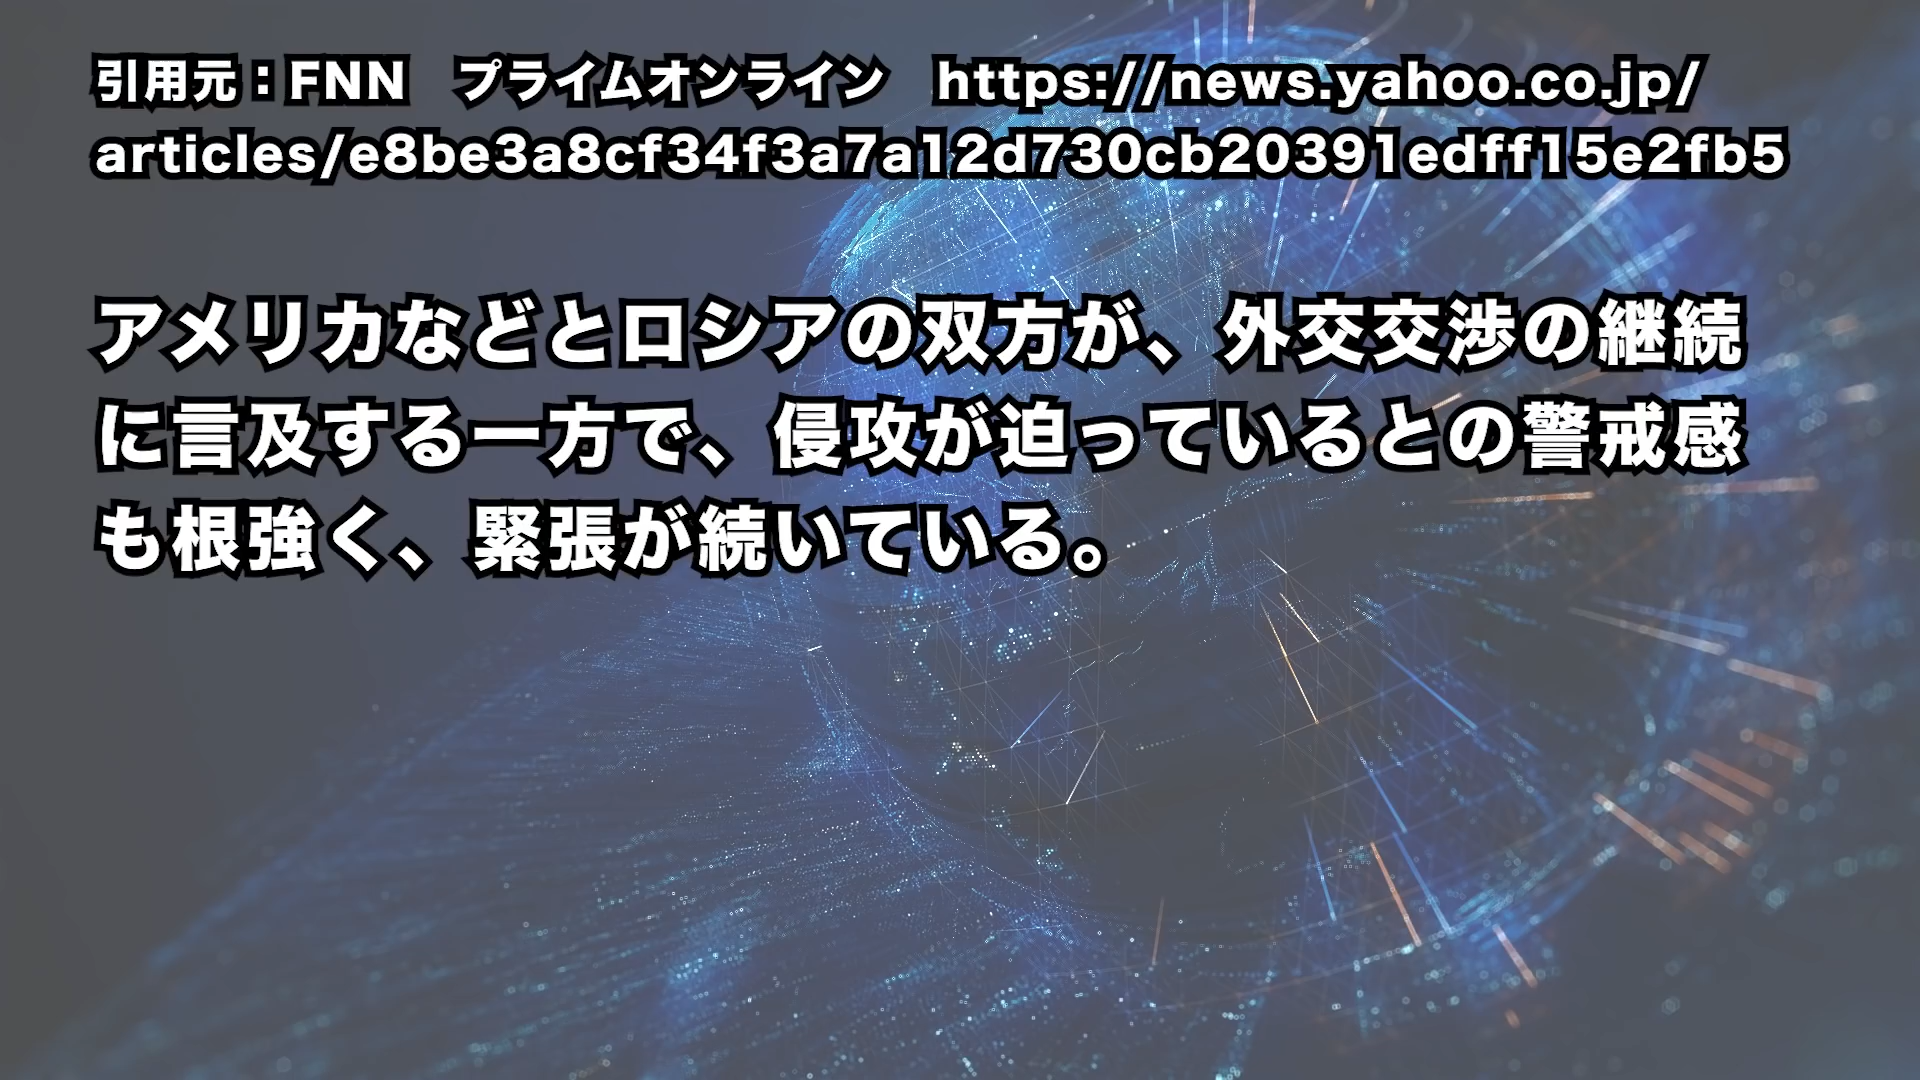 引用元：FNN　プライムオンライン　https://news.yahoo.co.jp/
articles/e8be3a8cf34f3a7a12d730cb20391edff15e2fb5
アメリカなどとロシアの双方が、外交交渉の継続
に言及する一方で、侵攻が迫っているとの警戒感
も根強く、緊張が続いている。